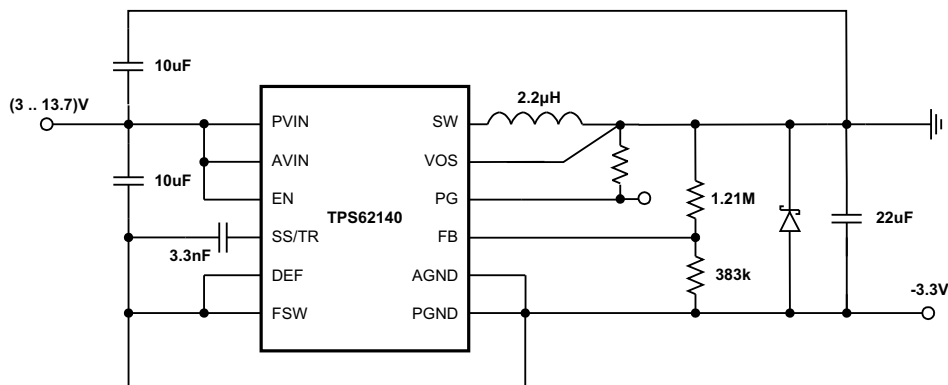 10uF
(3 .. 13.7)V
10uF
3.3nF
PVIN
AVIN
EN
SS/TR
DEF
FSW
TPS62140
SW
VOS
PG
FB
AGND
PGND
2.2µH
1.21M
383k
22uF
-3.3V